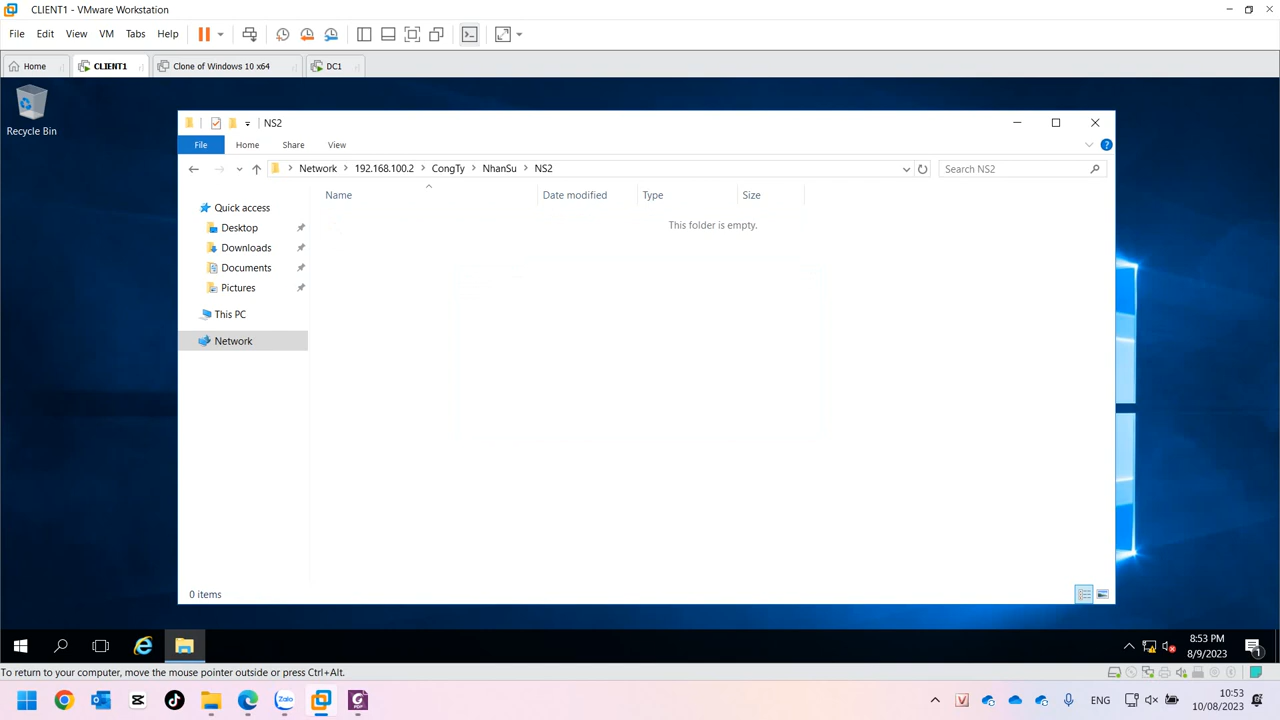 CLIENT1 - VMware Workstation
File Edit View VM Tabs Help
Home CLIENT1 Clone of Windows 10 x64 DC1
Recycle Bin
NS2
File Home Share View
Network 192.168.100.2 CongTy NhanSu NS2
Search NS2
Name Date modified Type Size
This folder is empty.
Quick access
Desktop
Downloads
Documents
Pictures
This PC
Network
0 items
8:53 PM
8/9/2023
1
To return to your computer, move the mouse pointer outside or press Ctrl+Alt.
Zalo
PDF
ENG
10:53
10/08/2023